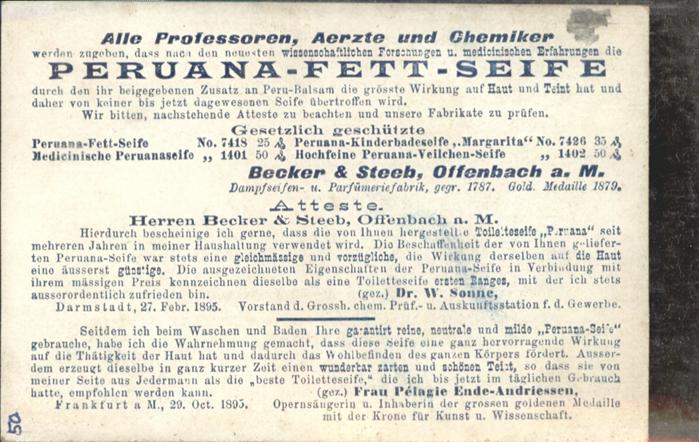 Alle Professoren, Aerzte und Chemiker
werden zugeben, dass nach den neuesten wissenschaftlichen Forschungen u. medicinischen Erfahrungen die
PERUANA-FETT-SEIFE
durch den ihr beigegebenen Zusatz an Peru-Balsam die grösste Wirkung auf Haut und Teint hat und
daher von keiner bis jetzt dagewesenen Seife übertroffen wird.
Wir bitten, nachstehende Atteste zu beachten und unsere Fabrikate zu prüfen.
Gesetzlich geschützte
Peruana-Fett-Seife No. 7418 25 ₰ Peruana-Kinderbadeseife „Margarita“ No. 7426 35 ₰
Medicinische Peruanaseife „ 1401 50 ₰ Hochfeine Peruana-Veilchen-Seife „ 1402 50 ₰
Becker & Steeb, Offenbach a. M.
Dampfseifen- u. Parfümeriefabrik, gegr. 1787. Gold. Medaille 1879.
Atteste.
Herren Becker & Steeb, Offenbach a. M.
Hierdurch bescheinige ich gerne, dass die von Ihnen hergestellte Toiletteseife „Peruana“ seit
mehreren Jahren in meiner Haushaltung verwendet wird. Die Beschaffenheit der von Ihnen geliefer-
ten Peruana-Seife war stets eine gleichmässige und vorzügliche, die Wirkung derselben auf die Haut
eine äusserst günstige. Die ausgezeichneten Eigenschaften der Peruana-Seife in Verbindung mit
ihrem mässigen Preis kennzeichnen dieselbe als eine Toiletteseife ersten Ranges, mit der ich stets
ausserordentlich zufrieden bin. (gez.) Dr. W. Sonne,
Darmstadt, 27. Febr. 1895. Vorstand d. Grossh. chem. Prüf.- u. Auskunftsstation f. d. Gewerbe.
Seitdem ich beim Waschen und Baden Ihre garantirt reine, neutrale und milde „Peruana-Seife“
gebrauche, habe ich die Wahrnehmung gemacht, dass diese Seife eine ganz hervorragende Wirkung
auf die Thätigkeit der Haut hat und dadurch das Wohlbefinden des ganzen Körpers fördert. Ausser-
dem erzeugt dieselbe in ganz kurzer Zeit einen wunderbar zarten und schönen Teint, so dass sie von
meiner Seite aus Jedermann als die „beste Toiletteseife,“ die ich bis jetzt im täglichen Gebrauch
hatte, empfohlen werden kann. (gez.) Frau Pélagie Ende-Andriessen,
Frankfurt a M., 29. Oct. 1895. Opernsängerin u. Inhaberin der grossen goldenen Medaille
mit der Krone für Kunst u. Wissenschaft.
50